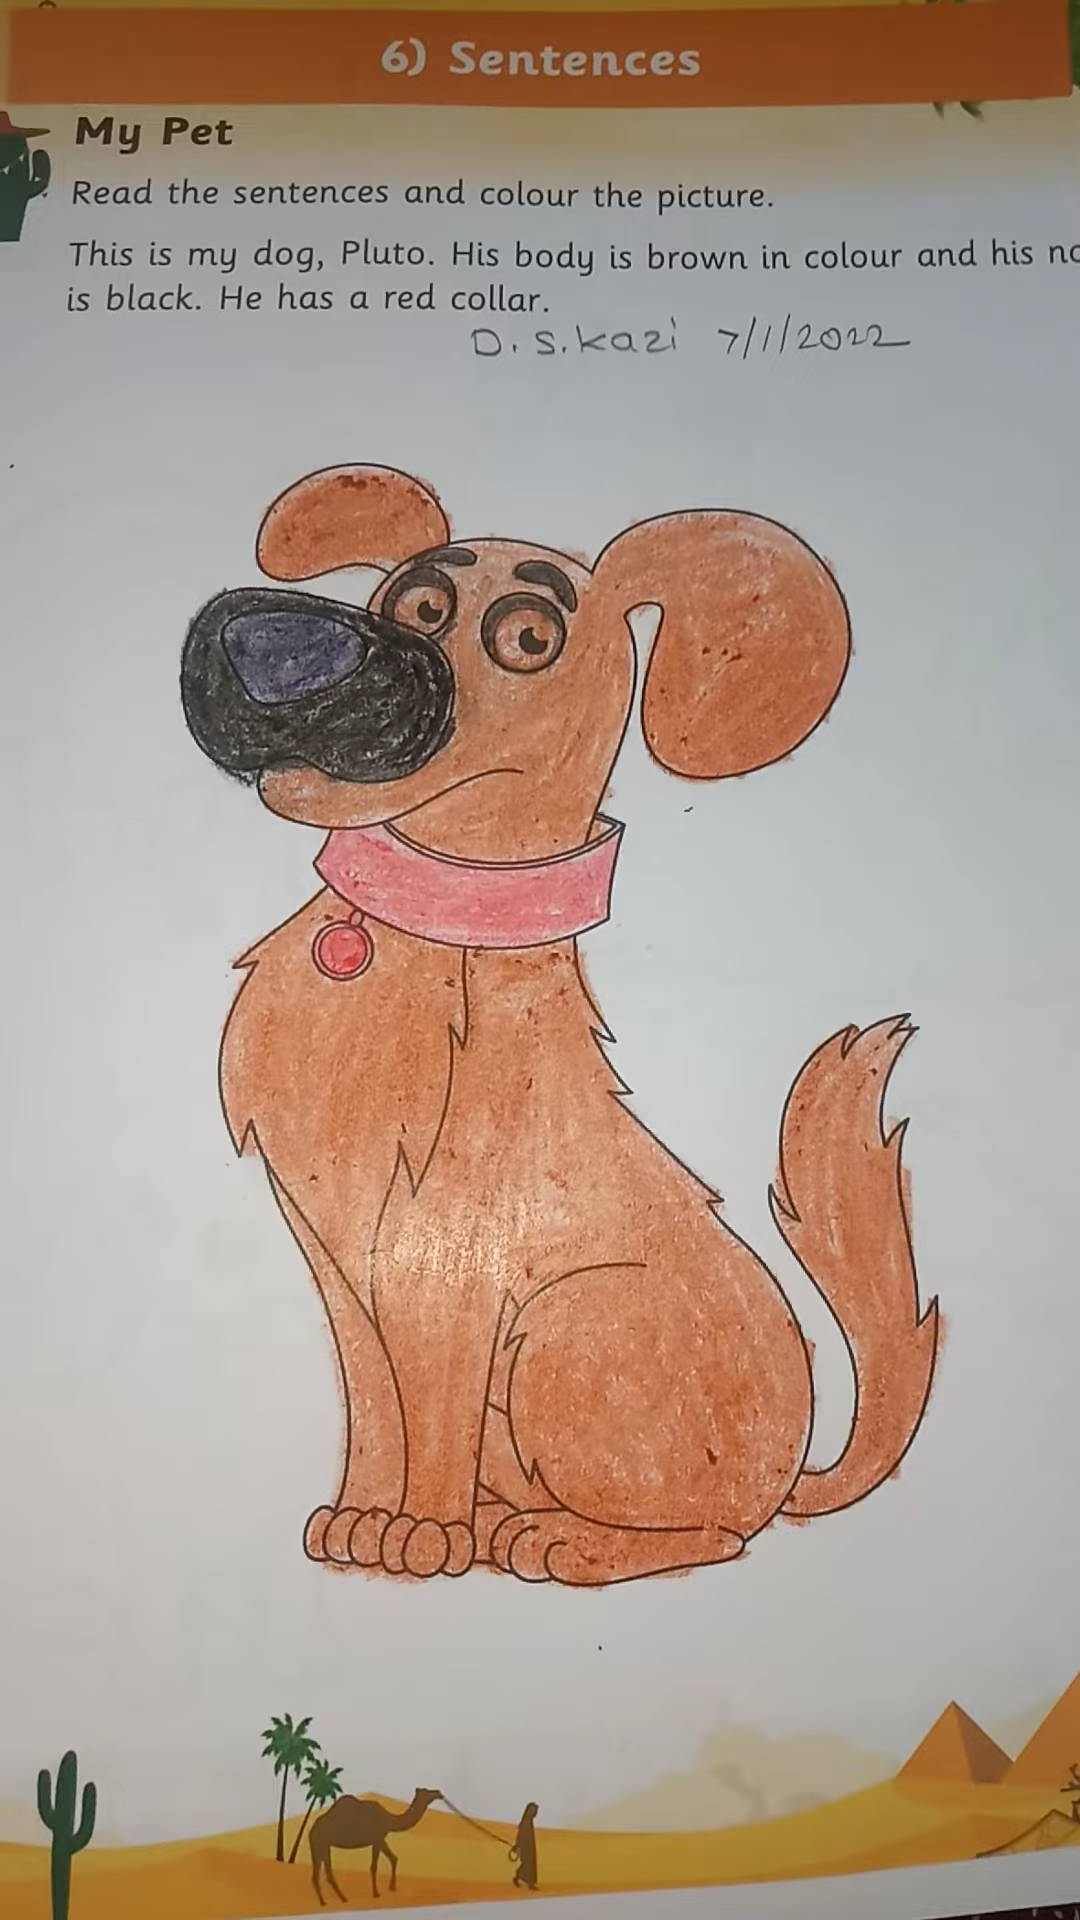 6) Sentences
My Pet
Read the sentences and colour the picture.
This is my dog, Pluto. His body is brown in colour and his
is black. He has a red collar.
D. S. Kazi 7/1/2022